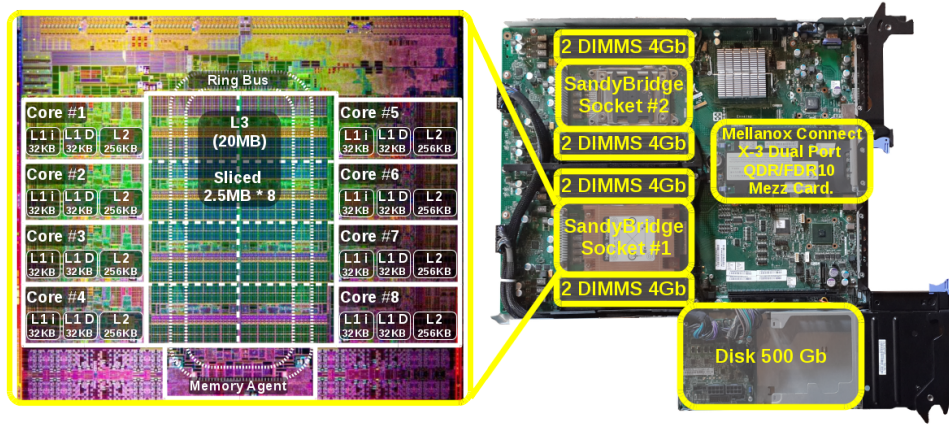 Ring Bus
Core #1
L1 i
32KB
L1 D
32KB
L2
256KB
Core #2
L1 i
32KB
L1 D
32KB
L2
256KB
Core #3
L1 i
32KB
L1 D
32KB
L2
256KB
Core #4
L1 i
32KB
L1 D
32KB
L2
256KB
L3
(20MB)
Sliced
2.5MB * 8
Core #5
L1 i
32KB
L1 D
32KB
L2
256KB
Core #6
L1 i
32KB
L1 D
32KB
L2
256KB
Core #7
L1 i
32KB
L1 D
32KB
L2
256KB
Core #8
L1 i
32KB
L1 D
32KB
L2
256KB
Memory Agent
2 DIMMS 4Gb
SandyBridge
Socket #2
2 DIMMS 4Gb
2 DIMMS 4Gb
SandyBridge
Socket #1
2 DIMMS 4Gb
Mellanox Connect
X-3 Dual Port
QDR/FDR10
Mezz Card.
Disk 500 Gb